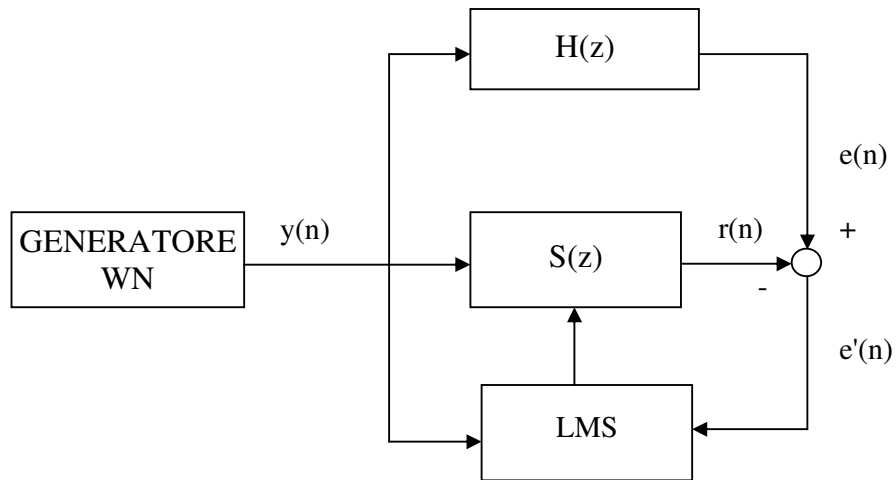 H(z)
e(n)
GENERATORE
WN
y(n)
S(z)
r(n)
+
-
e'(n)
LMS